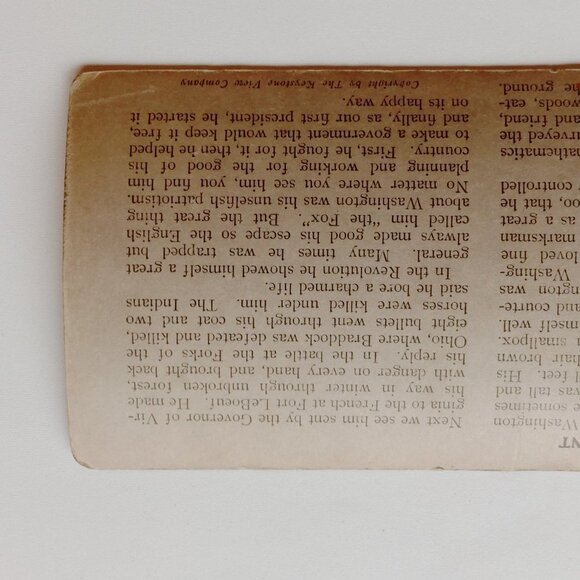 NT
Washington
e sometimes
was tall and
feet. His
hair brown
smallpox.
mself well.
courte-
ngton was
Washing-
loved fine
marksman
as a great
oo, that he
controlled
mathematics
urveyed the
and friend,
woods, eat-
he ground.
Next we see him sent by the Governor of Vir-
ginia to the French at Fort LeBoeuf. He made
his way in winter through unbroken forest,
with danger on every hand, and brought back
his reply. In the battle at the Forks of the
Ohio, where Braddock was defeated and killed,
eight bullets went through his coat and two
horses were killed under him. The Indians
said he bore a charmed life.
In the Revolution he showed himself a great
general. Many times he was trapped but
always made good his escape so the English
called him "the Fox". But the great thing
about Washington was his unselfish patriotism.
No matter where you see him, you find him
planning and working for the good of his
country. First, he fought for it, then he helped
to make a government that would keep it free,
and finally, as our first president, he started it
on its happy way.
Copyright by The Keystone View Company